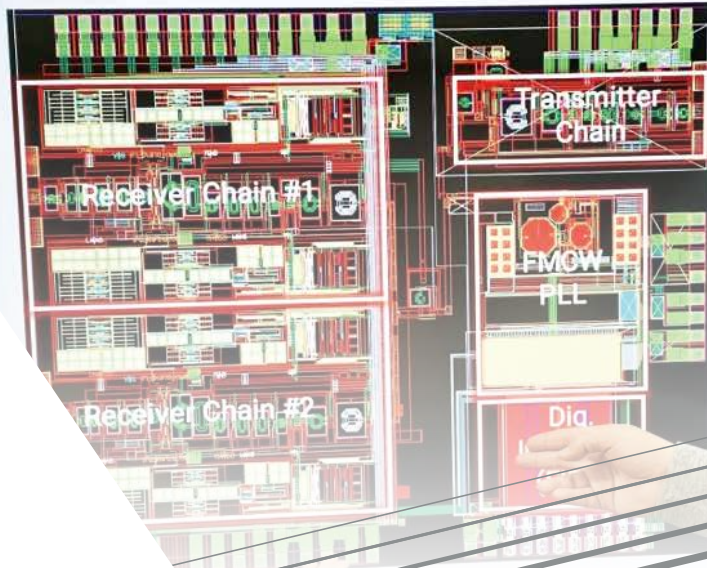 Transmitter
Chain
Receiver Chain #1
FMCW
PLL
Receiver Chain #2
Dig.